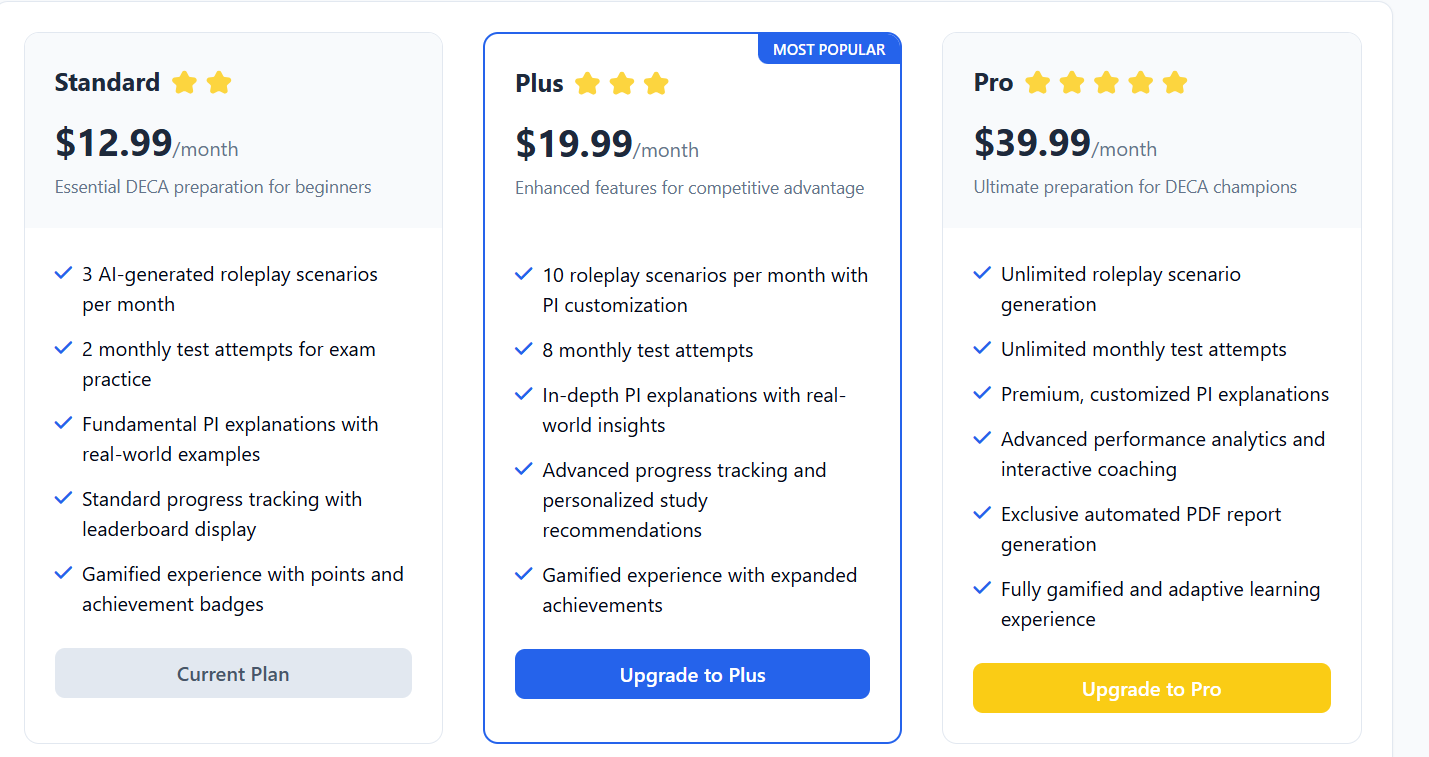 Standard
$12.99/month
Essential DECA preparation for beginners
3 AI-generated roleplay scenarios
per month
2 monthly test attempts for exam
practice
Fundamental PI explanations with
real-world examples
Standard progress tracking with
leaderboard display
Gamified experience with points and
achievement badges
Current Plan
MOST POPULAR
Plus
$19.99/month
Enhanced features for competitive advantage
10 roleplay scenarios per month with
PI customization
8 monthly test attempts
In-depth PI explanations with real-
world insights
Advanced progress tracking and
personalized study
recommendations
Gamified experience with expanded
achievements
Upgrade to Plus
Pro
$39.99/month
Ultimate preparation for DECA champions
Unlimited roleplay scenario
generation
Unlimited monthly test attempts
Premium, customized PI explanations
Advanced performance analytics and
interactive coaching
Exclusive automated PDF report
generation
Fully gamified and adaptive learning
experience
Upgrade to Pro